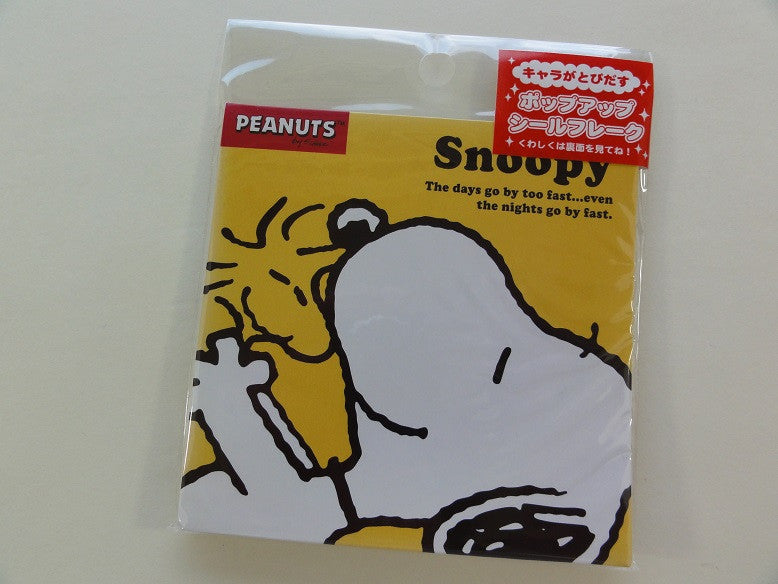 キャラがとびだす
ポップアップ
シールフレーク
くわしくは裏面を見てね！
PEANUTS
Snoopy
The days go by too fast...even
the nights go by fast.